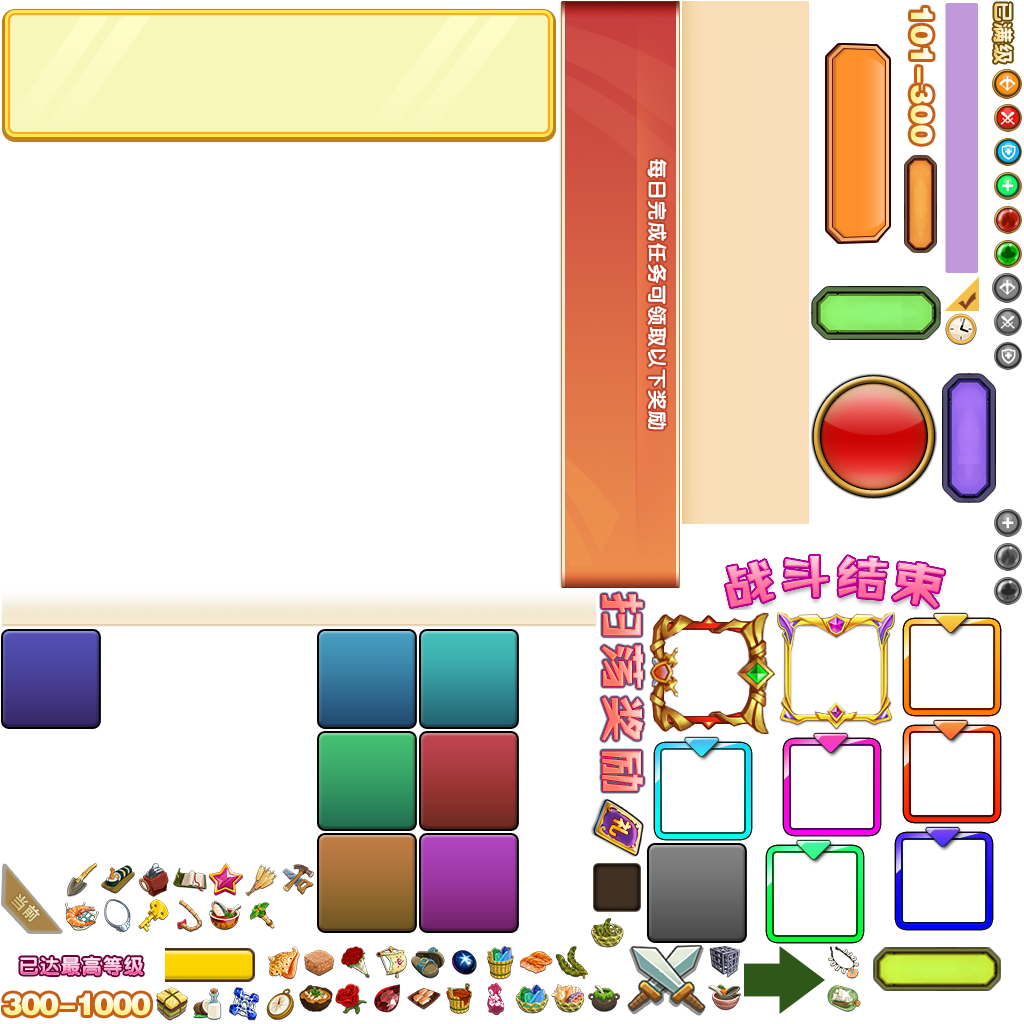 已满级
101-300
每日完成任务可领取以下奖励
战斗结束
扫荡奖励
礼
当前
已达最高等级
300-1000